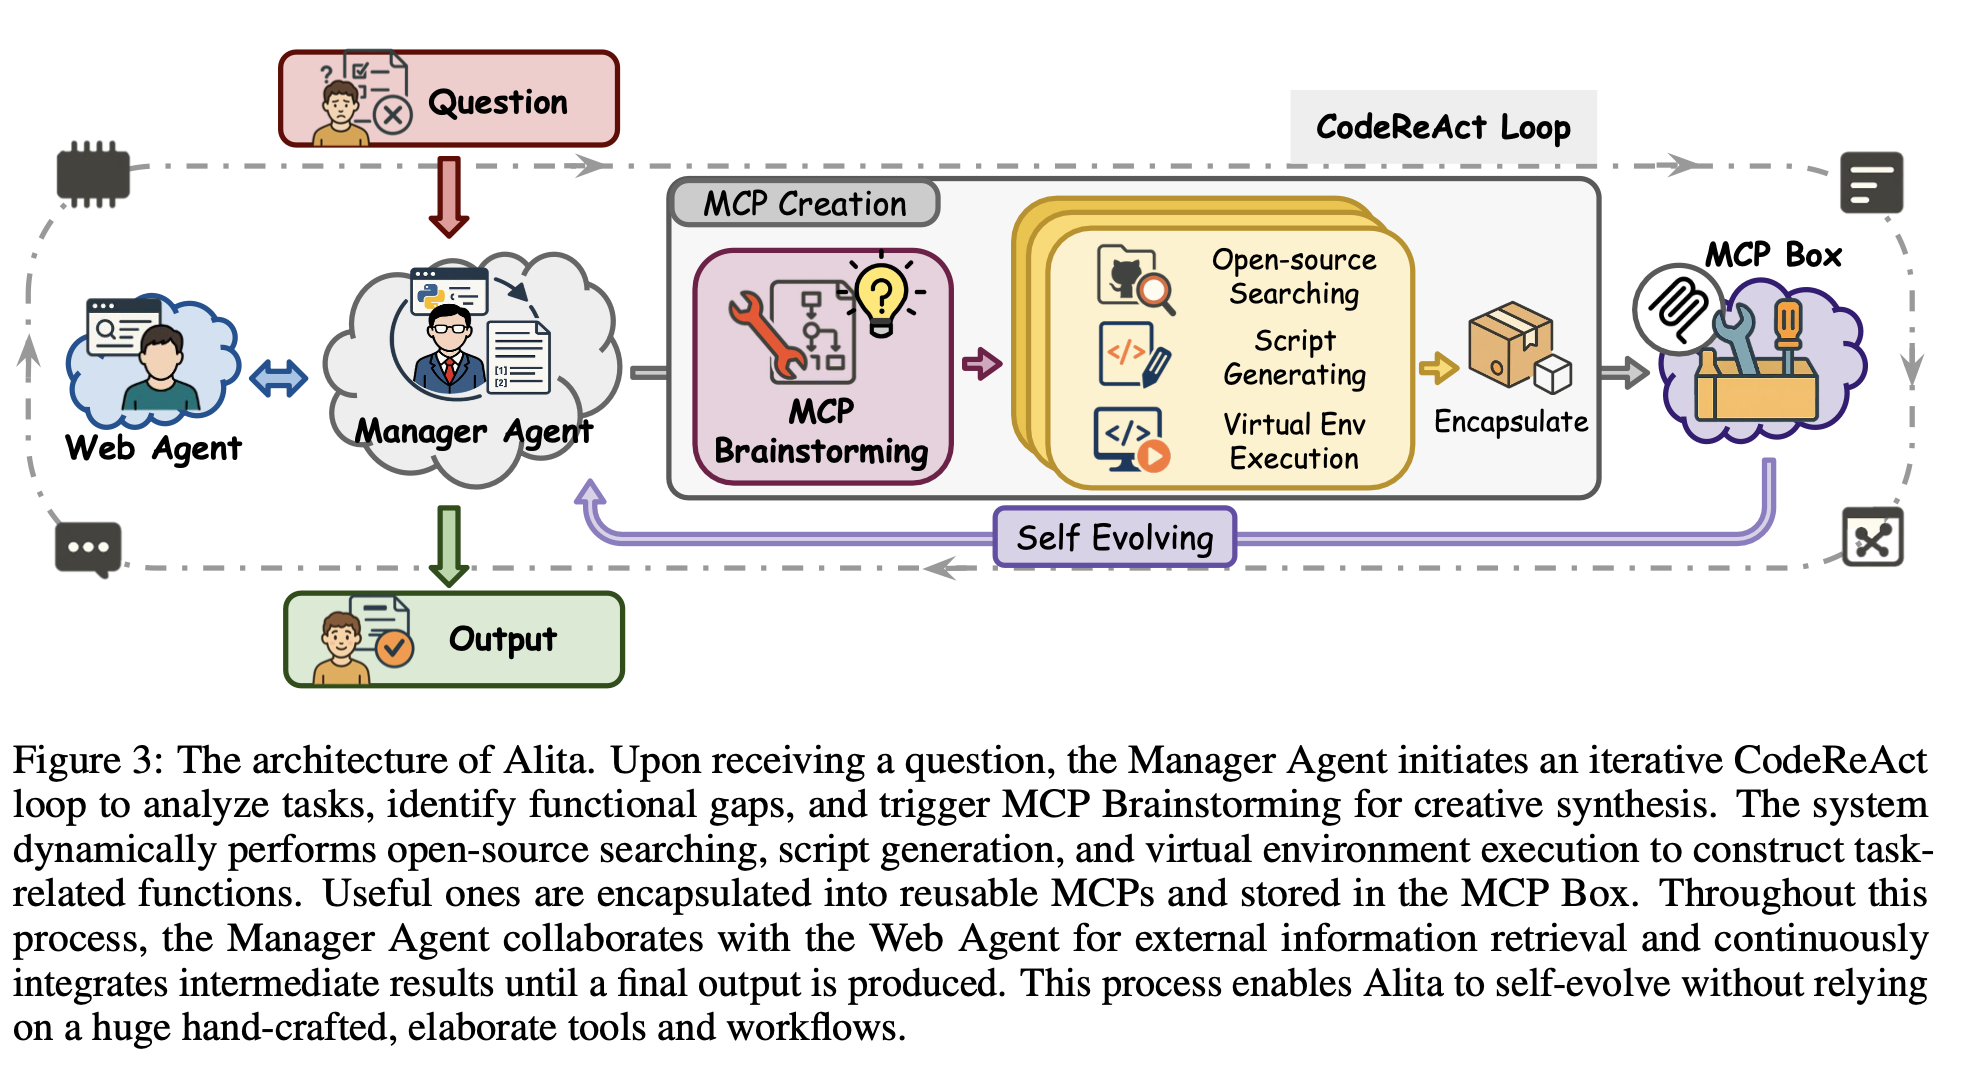 Question
CodeReAct Loop
MCP Creation
Open-source
Searching
Script
Generating
Virtual Env
Execution
MCP
Brainstorming
Encapsulate
MCP Box
Web Agent
Manager Agent
[1]
[2]
Self Evolving
Output
Figure 3: The architecture of Alita. Upon receiving a question, the Manager Agent initiates an iterative CodeReAct
loop to analyze tasks, identify functional gaps, and trigger MCP Brainstorming for creative synthesis. The system
dynamically performs open-source searching, script generation, and virtual environment execution to construct task-
related functions. Useful ones are encapsulated into reusable MCPs and stored in the MCP Box. Throughout this
process, the Manager Agent collaborates with the Web Agent for external information retrieval and continuously
integrates intermediate results until a final output is produced. This process enables Alita to self-evolve without relying
on a huge hand-crafted, elaborate tools and workflows.